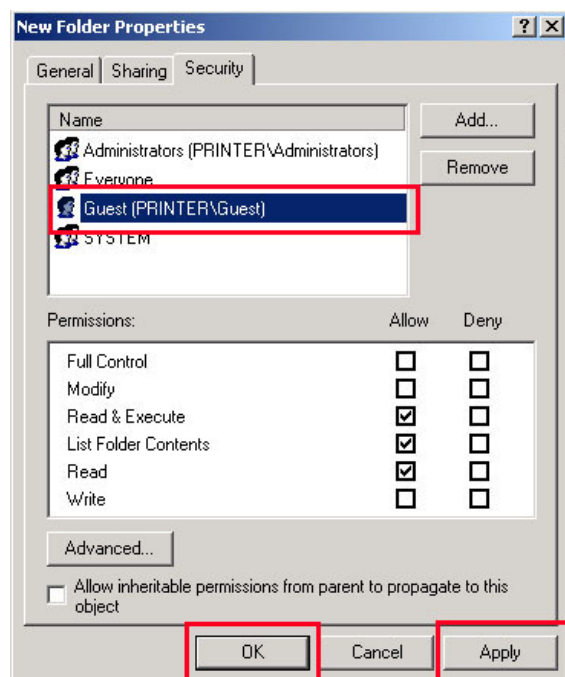 New Folder Properties ? X
General Sharing Security
Name
Add...
Administrators (PRINTER\Administrators)
Everyone
Remove
Guest (PRINTER\Guest)
SYSTEM
Permissions: Allow Deny
Full Control
Modify
Read & Execute
List Folder Contents
Read
Write
Advanced...
Allow inheritable permissions from parent to propagate to this
object
OK Cancel Apply